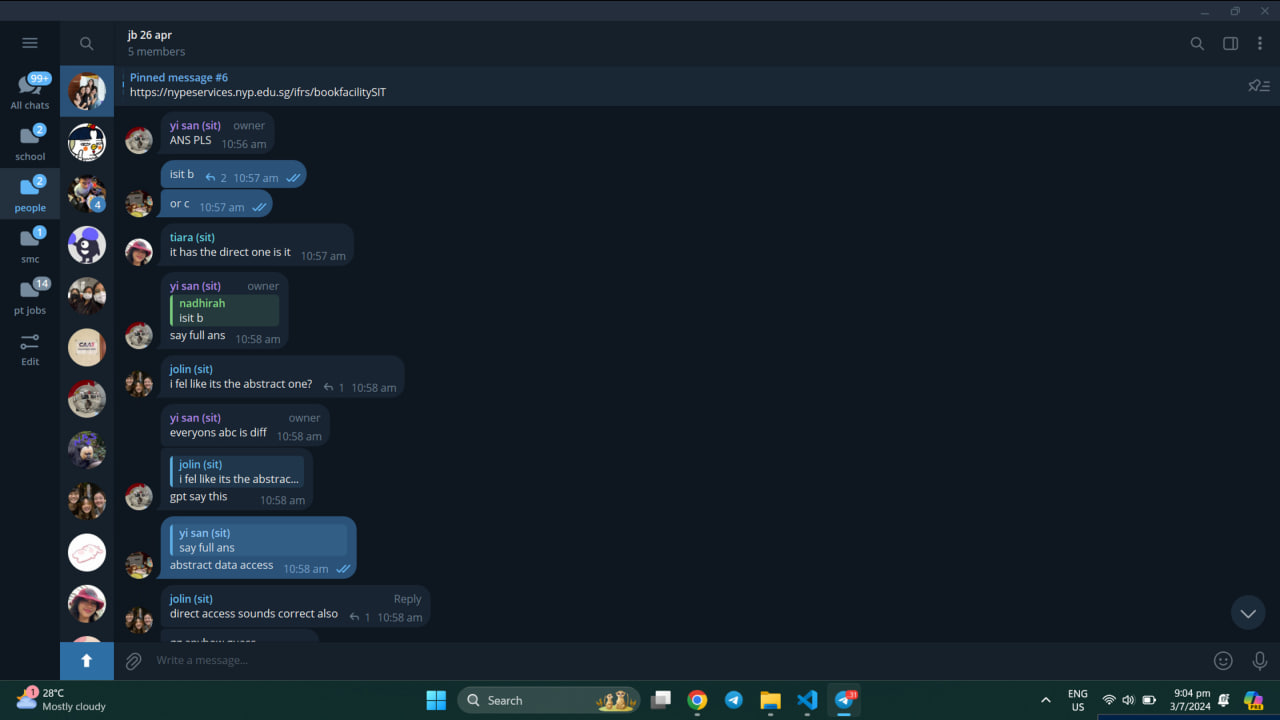 jb 26 apr
5 members
Pinned message #6
https://nypeservices.nyp.edu.sg/ifrs/bookfacilitySIT
99+
All chats
2
school
2
people
1
smc
14
pt jobs
Edit
4
yi san (sit) owner
ANS PLS 10:56 am
isit b 2 10:57 am
or c 10:57 am
tiara (sit)
it has the direct one is it 10:57 am
yi san (sit) owner
nadhirah
isit b
say full ans 10:58 am
jolin (sit)
i fel like its the abstract one? 1 10:58 am
yi san (sit) owner
everyons abc is diff 10:58 am
jolin (sit)
i fel like its the abstrac...
gpt say this 10:58 am
yi san (sit)
say full ans
abstract data access 10:58 am
jolin (sit) Reply
direct access sounds correct also 1 10:58 am
Write a message...
1
28°C
Mostly cloudy
Search
31
ENG
US
9:04 pm
3/7/2024
PRE